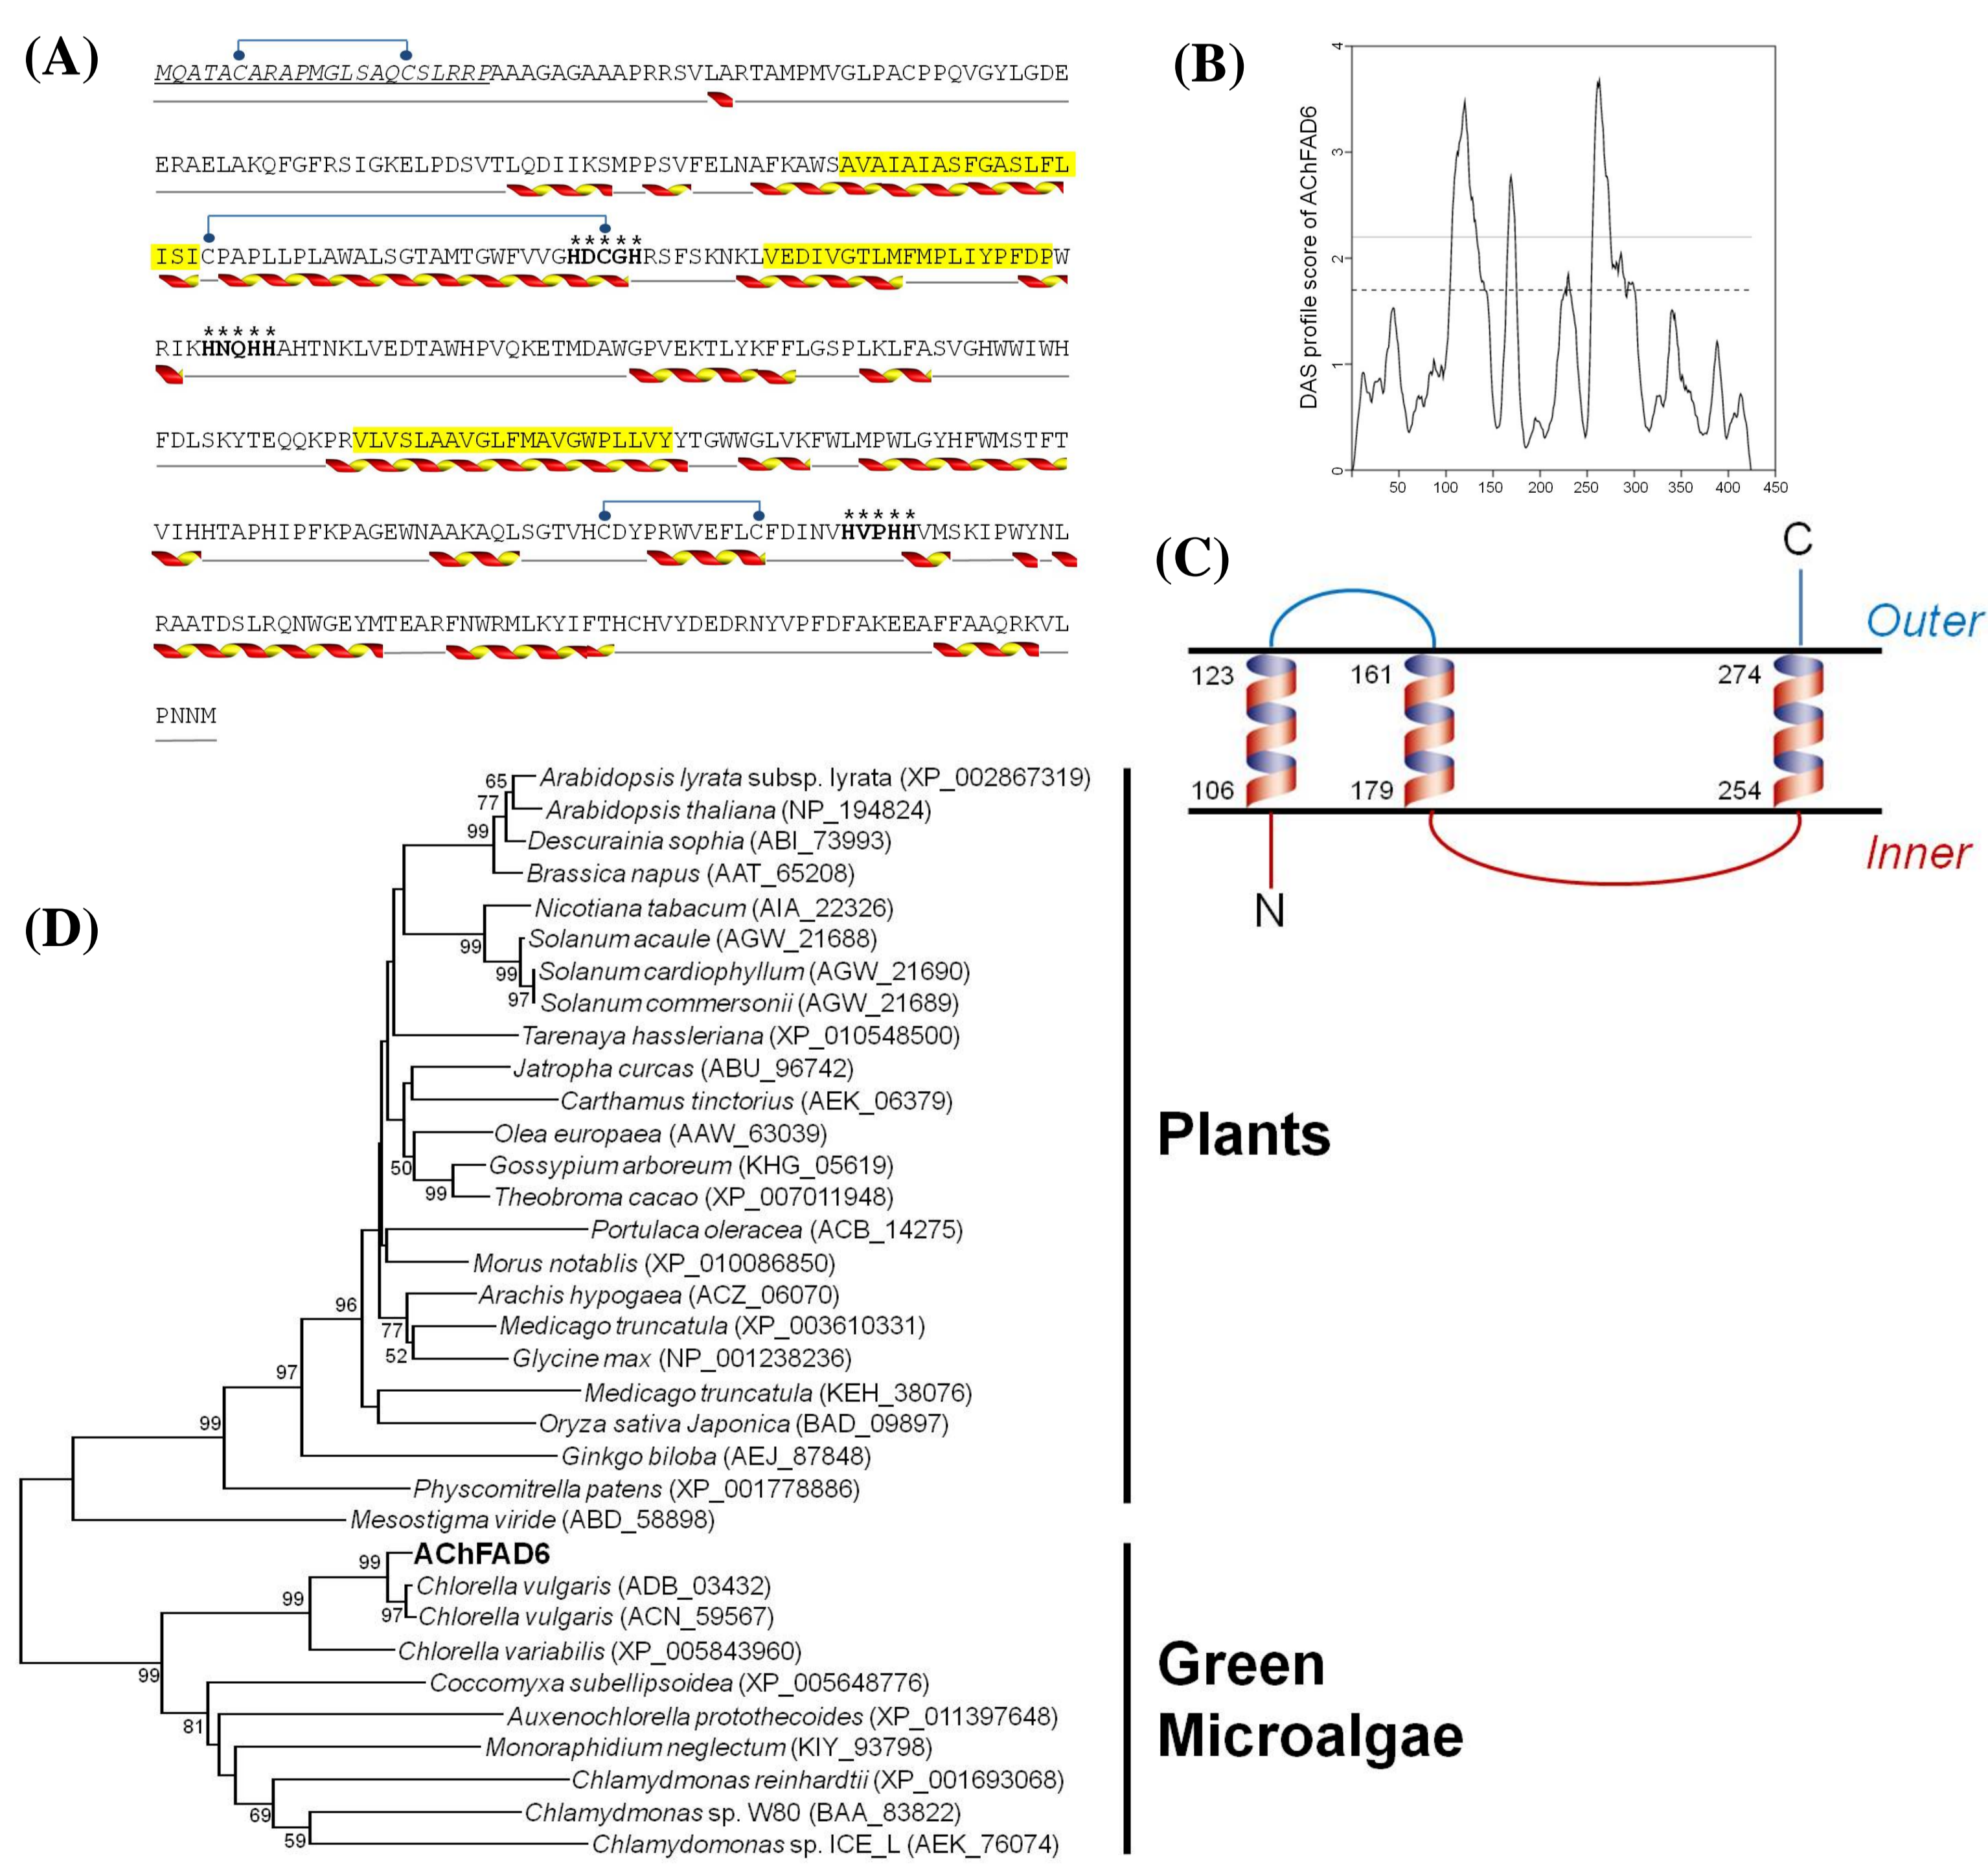 (A)
MQATACARAPMGLSAQCSLRRPAAAGAGAAAPRRSVLARTAMPMVGLPACPPQVGYLGDE
ERAELAKQFGFRSIGKELPDSVTLQDIIKSMPPSVFELNAFKAWSAVAIAIASFGASLFL
*****
ISICPAPLLPLAWALSGTAMTGWFVVGHDCGHRSFSKNKLVEDIVGTLMFMPLIYPFDPW
*****
RIKHNQHHAHTNKLVEDTAWHPVQKETMDAWGPVEKTLYKFFLGSPLKLFASVGHWWIWH
FDLSKYTEQQKPRVLVSLAAVGLFMAVGWPLLVYYTGWWGLVKFWLMPWLGYHFWMSTFT
*****
VIHHTAPHIPFKPAGEWNAAKAQLSGTVHCDYPRWVEFLCFDINVHVPHHVMSKIPWYNL
RAATDSLRQNWGEYMTEARFNWRMLKYIFTHCHVYDEDRNYVPFDFAKEEAFFAAQRKVL
PNNM
(B)
DAS profile score of AChFAD6
4
3
2
1
0
50 100 150 200 250 300 350 400 450
(C)
C
Outer
123 161 274
106 179 254
Inner
N
(D)
65 Arabidopsis lyrata subsp. lyrata (XP_002867319)
77 Arabidopsis thaliana (NP_194824)
99 Descurainia sophia (ABI_73993)
Brassica napus (AAT_65208)
Nicotiana tabacum (AIA_22326)
99 Solanum acaule (AGW_21688)
99 Solanum cardiophyllum (AGW_21690)
97 Solanum commersonii (AGW_21689)
Tarenaya hassleriana (XP_010548500)
Jatropha curcas (ABU_96742)
Carthamus tinctorius (AEK_06379)
Olea europaea (AAW_63039)
50 Gossypium arboreum (KHG_05619)
99 Theobroma cacao (XP_007011948)
Portulaca oleracea (ACB_14275)
Morus notablis (XP_010086850)
96 Arachis hypogaea (ACZ_06070)
77 Medicago truncatula (XP_003610331)
52 Glycine max (NP_001238236)
97
Medicago truncatula (KEH_38076)
99 Oryza sativa Japonica (BAD_09897)
Ginkgo biloba (AEJ_87848)
Physcomitrella patens (XP_001778886)
Mesostigma viride (ABD_58898)
99 AChFAD6
99 Chlorella vulgaris (ADB_03432)
97 Chlorella vulgaris (ACN_59567)
Chlorella variabilis (XP_005843960)
99 Coccomyxa subellipsoidea (XP_005648776)
81 Auxenochlorella protothecoides (XP_011397648)
Monoraphidium neglectum (KIY_93798)
Chlamydmonas reinhardtii (XP_001693068)
69 Chlamydmonas sp. W80 (BAA_83822)
59 Chlamydomonas sp. ICE_L (AEK_76074)
Plants
Green
Microalgae